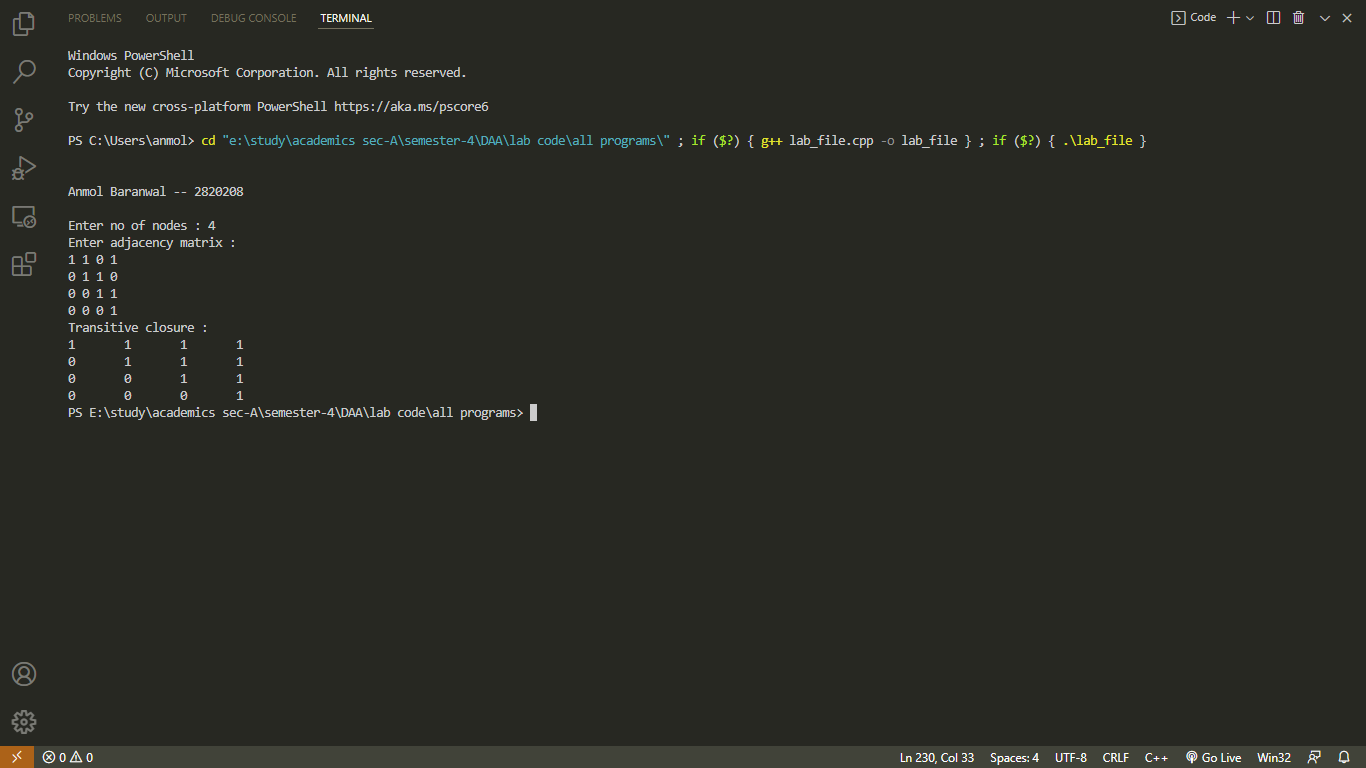 PROBLEMS OUTPUT DEBUG CONSOLE TERMINAL Code
Windows PowerShell
Copyright (C) Microsoft Corporation. All rights reserved.
Try the new cross-platform PowerShell https://aka.ms/pscore6
PS C:\Users\anmol> cd "e:\study\academics sec-A\semester-4\DAA\lab code\all programs\" ; if ($?) { g++ lab_file.cpp -o lab_file } ; if ($?) { .\lab_file }
Anmol Baranwal -- 2820208
Enter no of nodes : 4
Enter adjacency matrix :
1 1 0 1
0 1 1 0
0 0 1 1
0 0 0 1
Transitive closure :
1 1 1 1
0 1 1 1
0 0 1 1
0 0 0 1
PS E:\study\academics sec-A\semester-4\DAA\lab code\all programs>
0 0 Ln 230, Col 33 Spaces: 4 UTF-8 CRLF C++ Go Live Win32